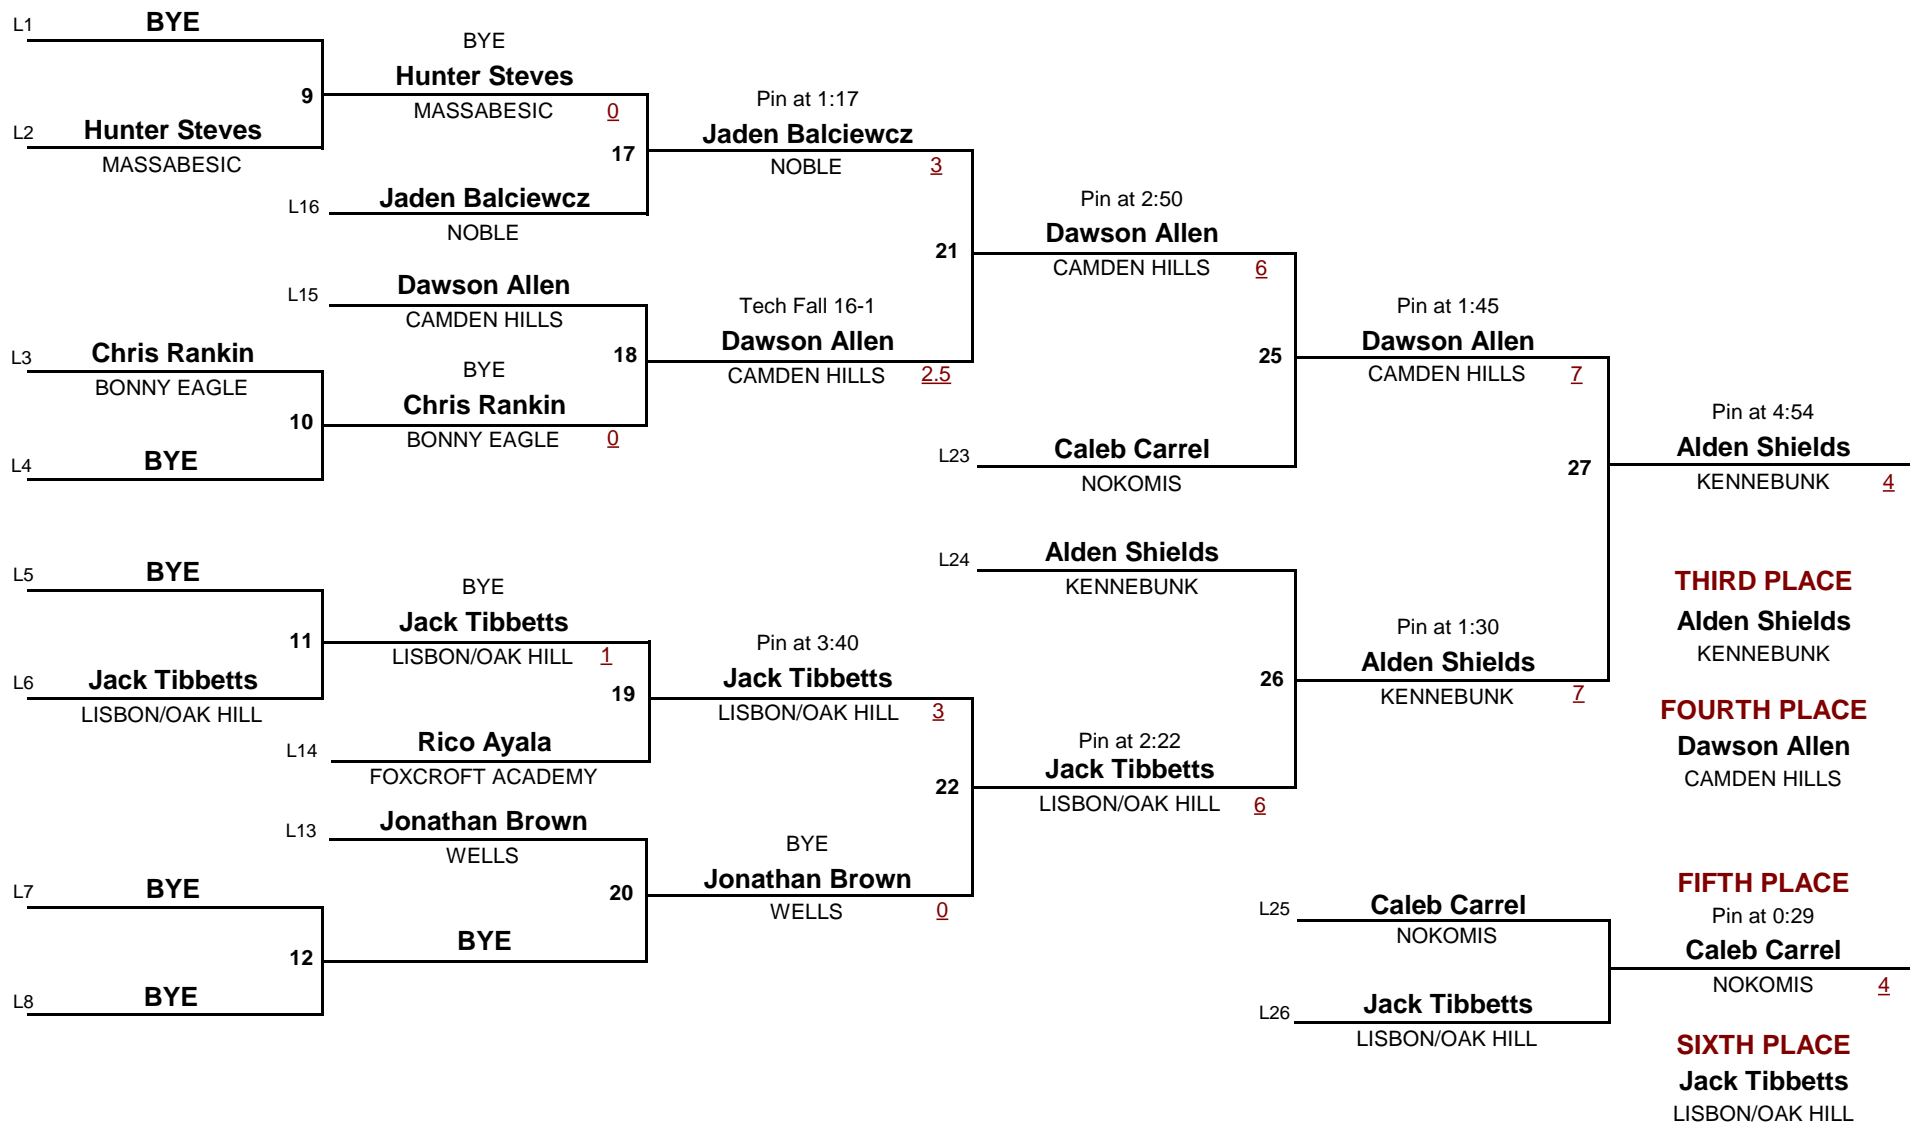 L1 BYE
9
L2 Hunter Steves
MASSABESIC
L3 Chris Rankin
BONNY EAGLE
10
L4 BYE
L5 BYE
11
L6 Jack Tibbetts
LISBON/OAK HILL
L7 BYE
12
L8 BYE
BYE
Hunter Steves
MASSABESIC 0
17
L16 Jaden Balciewcz
NOBLE
L15 Dawson Allen
CAMDEN HILLS
18
BYE
Chris Rankin
BONNY EAGLE 0
BYE
Jack Tibbetts
LISBON/OAK HILL 1
19
L14 Rico Ayala
FOXCROFT ACADEMY
L13 Jonathan Brown
WELLS
20
BYE
Pin at 1:17
Jaden Balciewcz
NOBLE 3
21
Tech Fall 16-1
Dawson Allen
CAMDEN HILLS 2.5
Pin at 3:40
Jack Tibbetts
LISBON/OAK HILL 3
22
BYE
Jonathan Brown
WELLS 0
Pin at 2:50
Dawson Allen
CAMDEN HILLS 6
25
L23 Caleb Carrel
NOKOMIS
L24 Alden Shields
KENNEBUNK
26
Pin at 2:22
Jack Tibbetts
LISBON/OAK HILL 6
Pin at 1:45
Dawson Allen
CAMDEN HILLS 7
27
Pin at 1:30
Alden Shields
KENNEBUNK 7
L25 Caleb Carrel
NOKOMIS
L26 Jack Tibbetts
LISBON/OAK HILL
Pin at 4:54
Alden Shields
KENNEBUNK 4
THIRD PLACE
Alden Shields
KENNEBUNK
FOURTH PLACE
Dawson Allen
CAMDEN HILLS
FIFTH PLACE
Pin at 0:29
Caleb Carrel
NOKOMIS 4
SIXTH PLACE
Jack Tibbetts
LISBON/OAK HILL